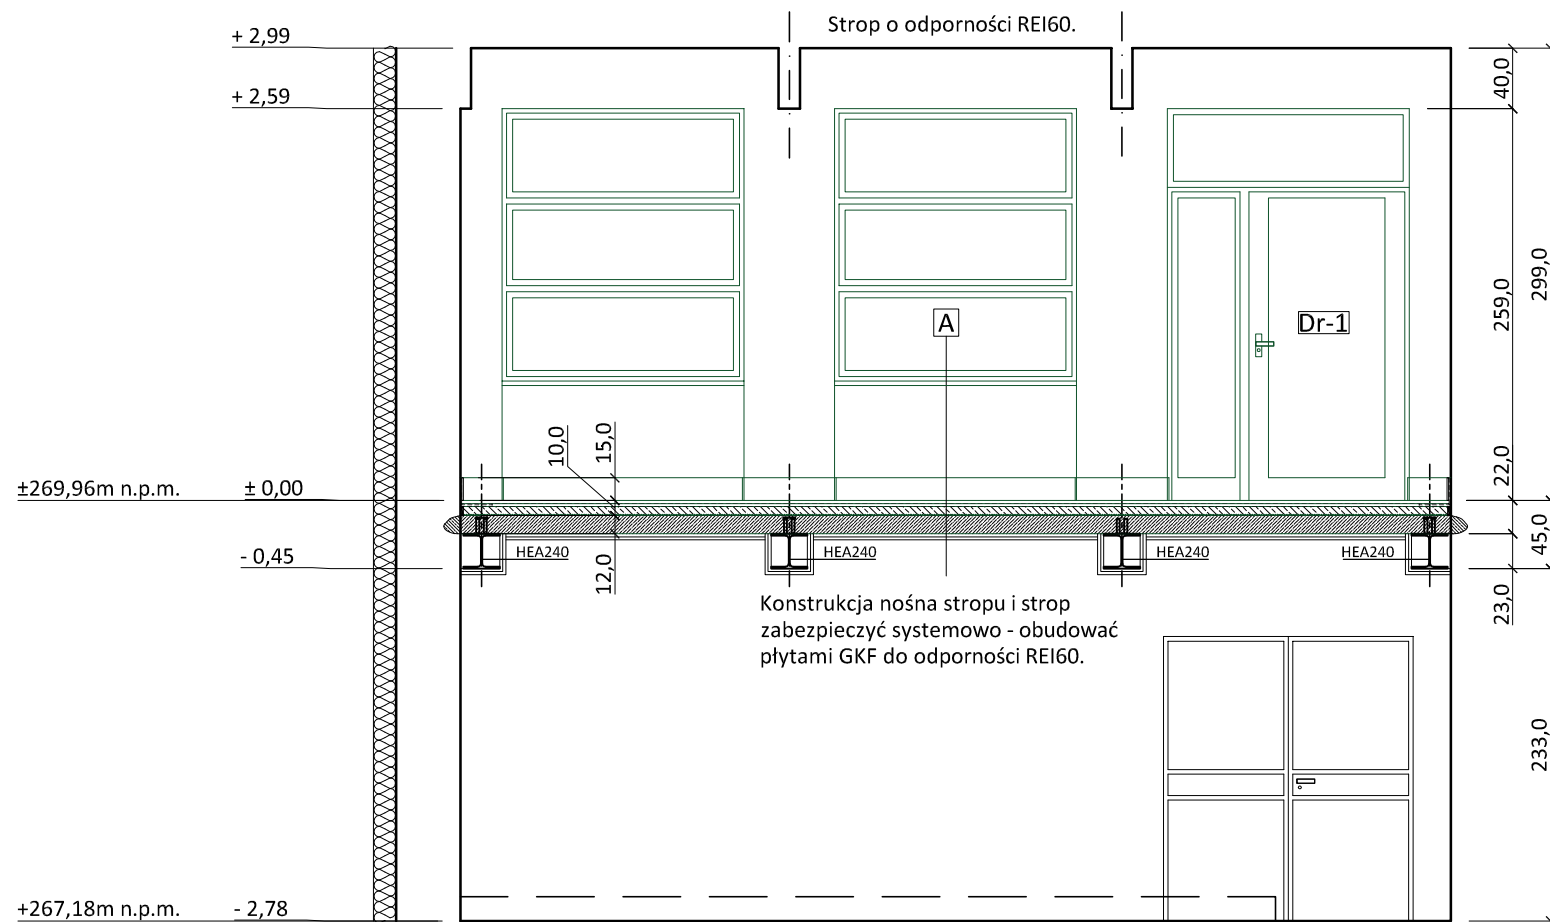 Strop o odporności REI60.
+ 2,99
+ 2,59
40,0
299,0
259,0
A
Dr-1
10,0
15,0
22,0
±269,96m n.p.m.
± 0,00
45,0
- 0,45
HEA240
HEA240
HEA240
HEA240
12,0
23,0
Konstrukcja nośna stropu i strop
zabezpieczyć systemowo - obudować
płytami GKF do odporności REI60.
233,0
+267,18m n.p.m.
- 2,78